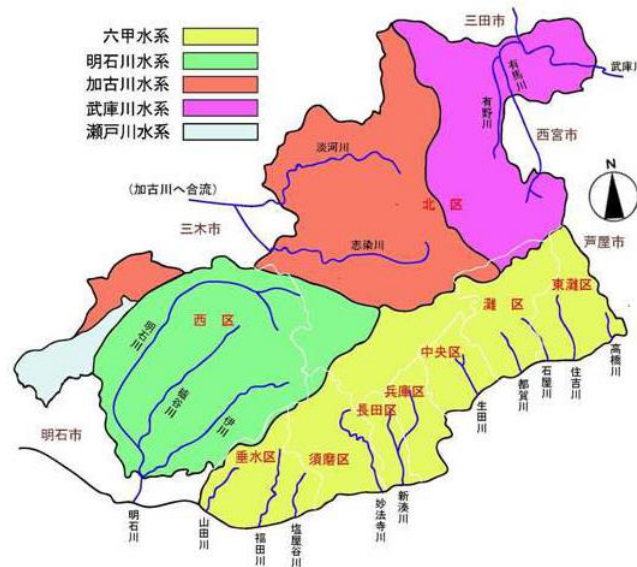 六甲水系
明石川水系
加古川水系
武庫川水系
瀬戸川水系
三田市
武庫川
有馬川
有野川
西宮市
淡河川
(加古川へ合流)
北区
N
三木市
志染川
芦屋市
東灘区
灘区
西区
明石川
中央区
高橋川
住吉川
石屋川
都賀川
兵庫区
生田川
櫨谷川
長田区
伊川
明石市
垂水区
須磨区
新湊川
妙法寺川
明石川
山田川
塩屋谷川
福田川